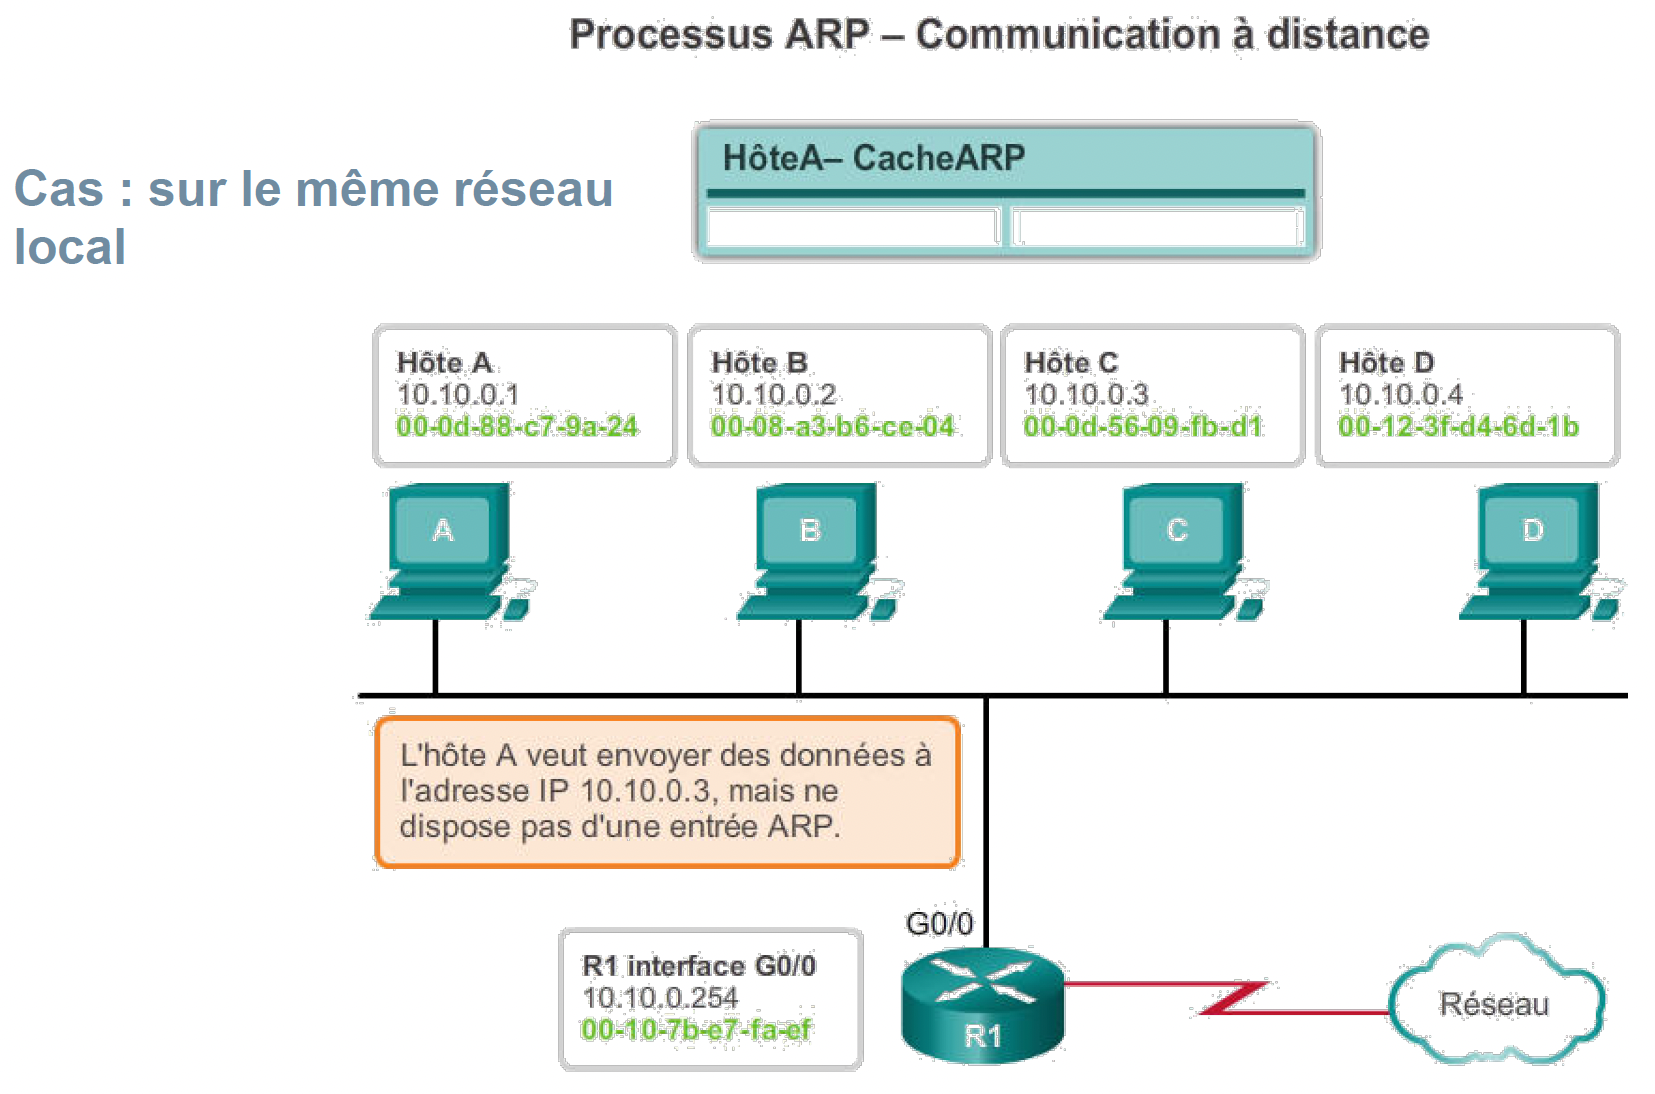 Processus ARP – Communication à distance
Cas : sur le même réseau
local
HôteA– CacheARP
Hôte A
10.10.0.1
00-0d-88-c7-9a-24
Hôte B
10.10.0.2
00-08-a3-b6-ce-04
Hôte C
10.10.0.3
00-0d-56-09-fb-d1
Hôte D
10.10.0.4
00-12-3f-d4-6d-1b
A
B
C
D
L'hôte A veut envoyer des données à
l'adresse IP 10.10.0.3, mais ne
dispose pas d'une entrée ARP.
G0/0
R1 interface G0/0
10.10.0.254
00-10-7b-e7-fa-ef
R1
Réseau